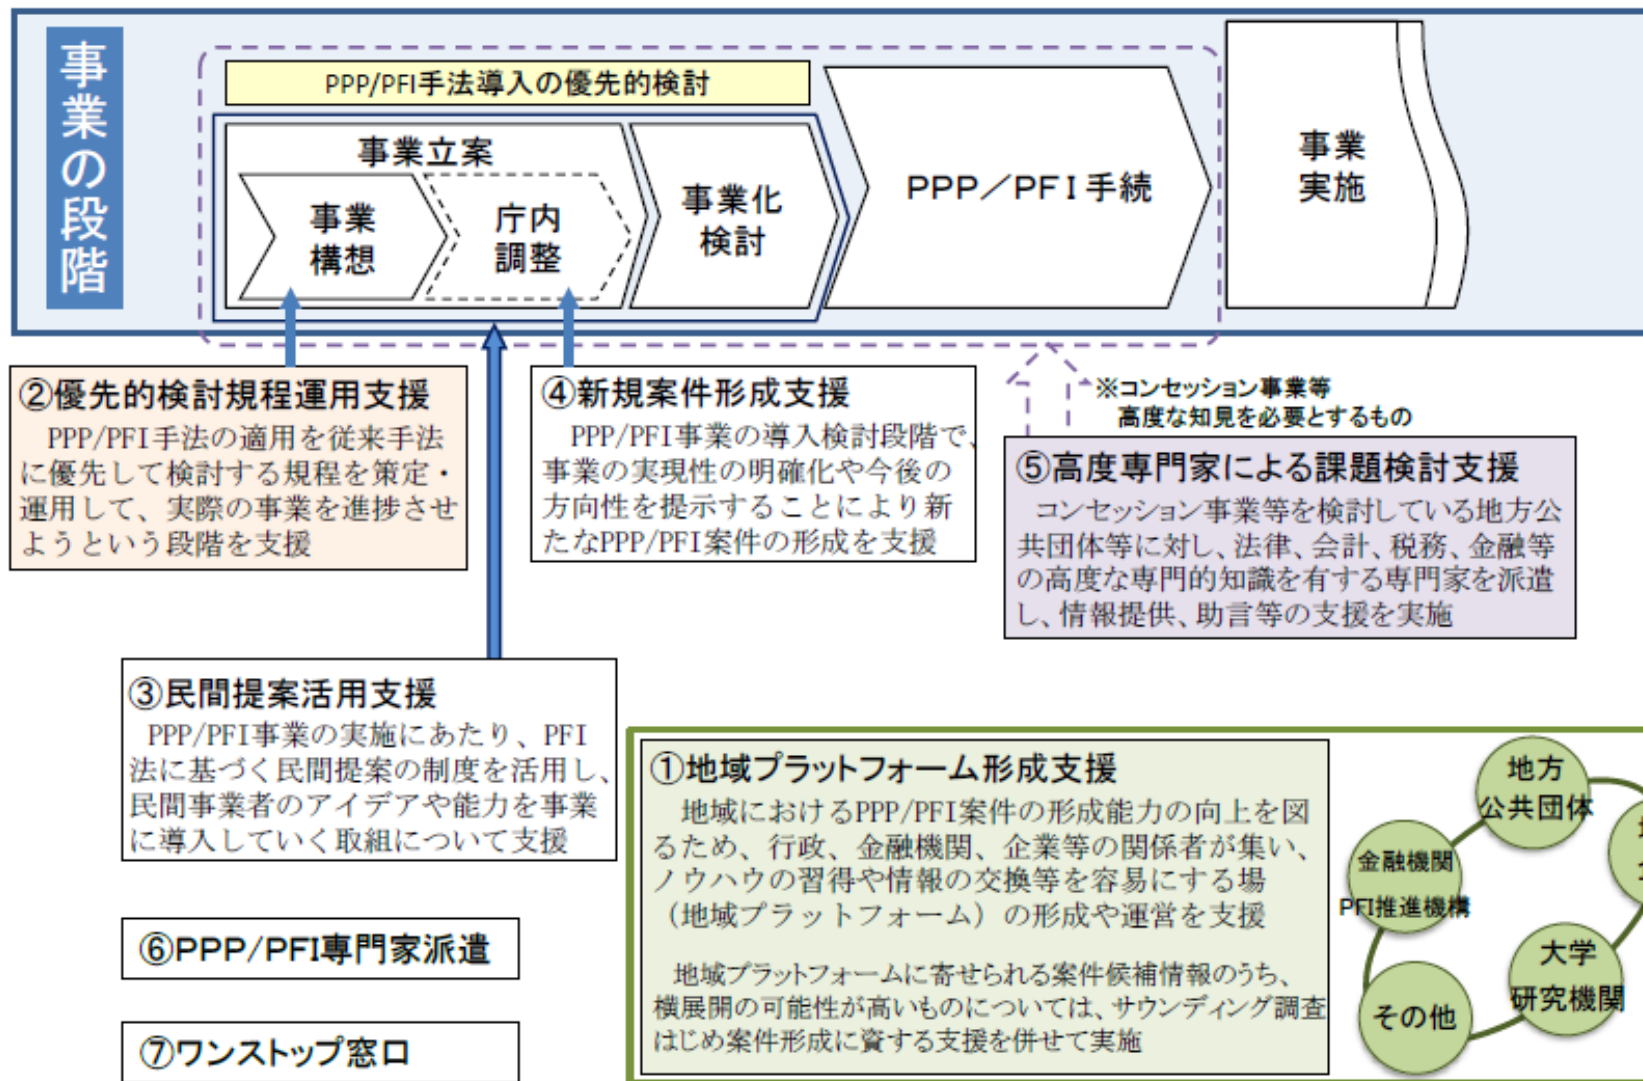 事業の段階
PPP/PFI手法導入の優先的検討
事業立案
事業
構想
庁内
調整
事業化
検討
PPP/PFI手続
事業
実施
②優先的検討規程運用支援
PPP/PFI手法の適用を従来手法
に優先して検討する規程を策定・
運用して、実際の事業を進捗させ
ようという段階を支援
④新規案件形成支援
PPP/PFI事業の導入検討段階で、
事業の実現性の明確化や今後の
方向性を提示することにより新
たなPPP/PFI案件の形成を支援
※コンセッション事業等
高度な知見を必要とするもの
⑤高度専門家による課題検討支援
コンセッション事業等を検討している地方公
共団体等に対し、法律、会計、税務、金融等
の高度な専門的知識を有する専門家を派遣
し、情報提供、助言等の支援を実施
③民間提案活用支援
PPP/PFI事業の実施にあたり、PFI
法に基づく民間提案の制度を活用し、
民間事業者のアイデアや能力を事業
に導入していく取組について支援
⑥PPP/PFI専門家派遣
⑦ワンストップ窓口
①地域プラットフォーム形成支援
地域におけるPPP/PFI案件の形成能力の向上を図
るため、行政、金融機関、企業等の関係者が集い、
ノウハウの習得や情報の交換等を容易にする場
（地域プラットフォーム）の形成や運営を支援
地域プラットフォームに寄せられる案件候補情報のうち、
横展開の可能性が高いものについては、サウンディング調査
はじめ案件形成に資する支援を併せて実施
地方
公共団体
金融機関
PFI推進機構
大学
研究機関
その他